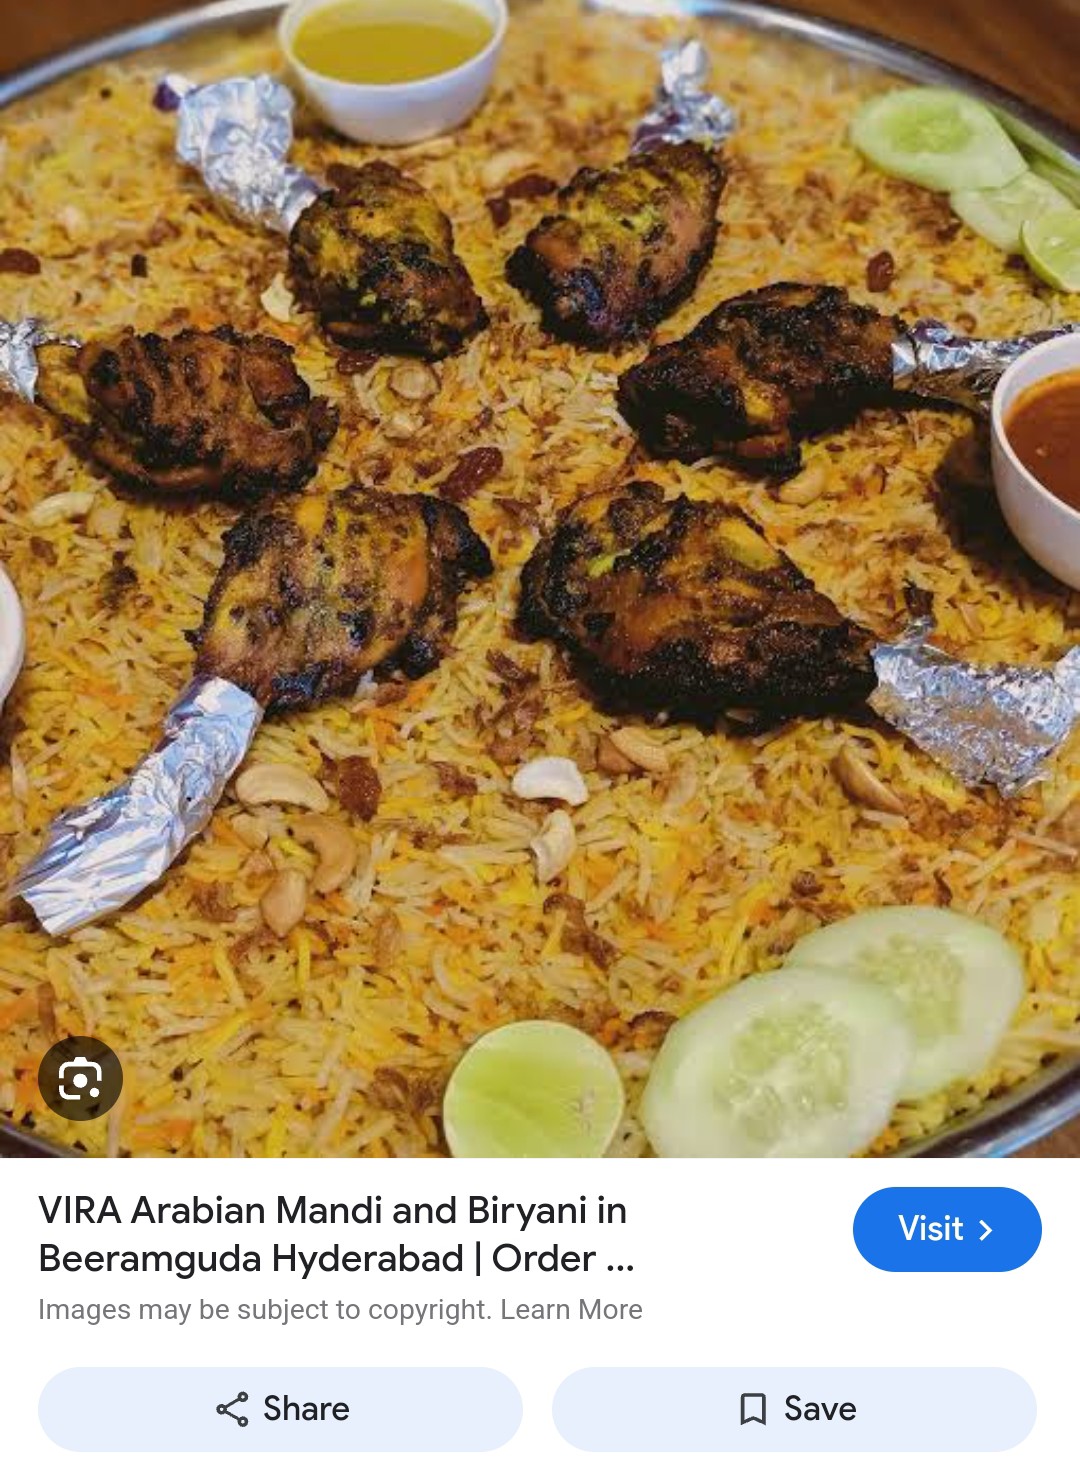 VIRA Arabian Mandi and Biryani in
Beeramguda Hyderabad | Order ...
Visit
Images may be subject to copyright. Learn More
Share
Save